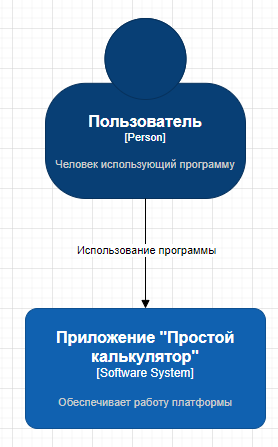 Пользователь
[Person]
Человек использующий программу
Использование программы
Приложение "Простой
калькулятор"
[Software System]
Обеспечивает работу платформы